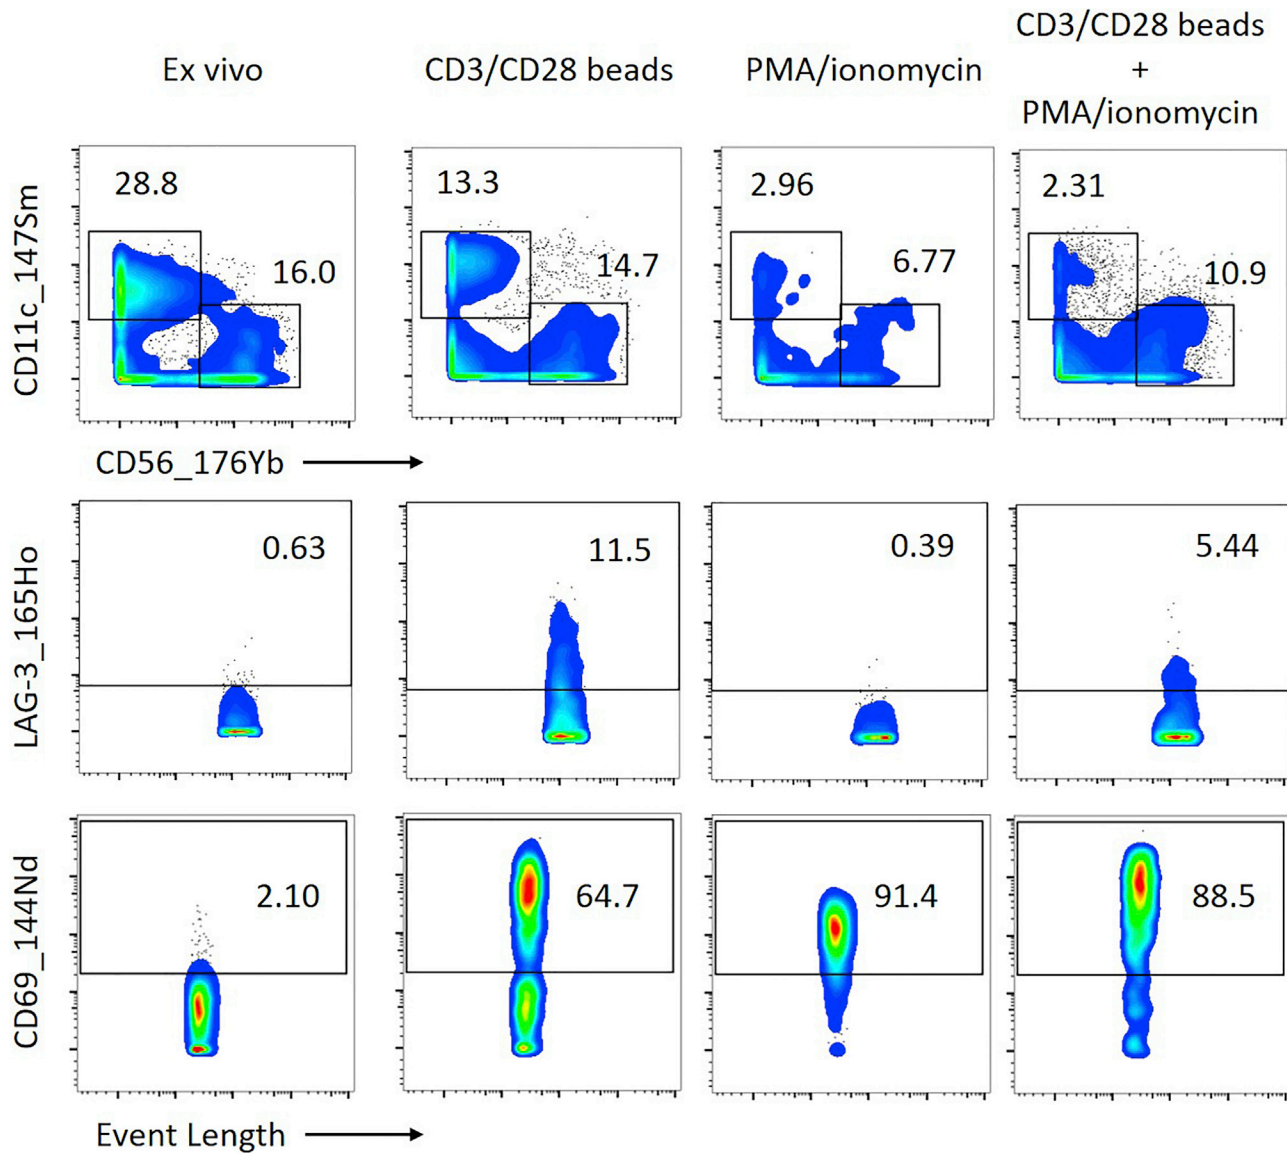 Ex vivo
CD3/CD28 beads
PMA/ionomycin
CD3/CD28 beads
+
PMA/ionomycin
CD11c_147Sm
28.8
16.0
13.3
14.7
2.96
6.77
2.31
10.9
CD56_176Yb
LAG-3_165Ho
0.63
11.5
0.39
5.44
CD69_144Nd
2.10
64.7
91.4
88.5
Event Length